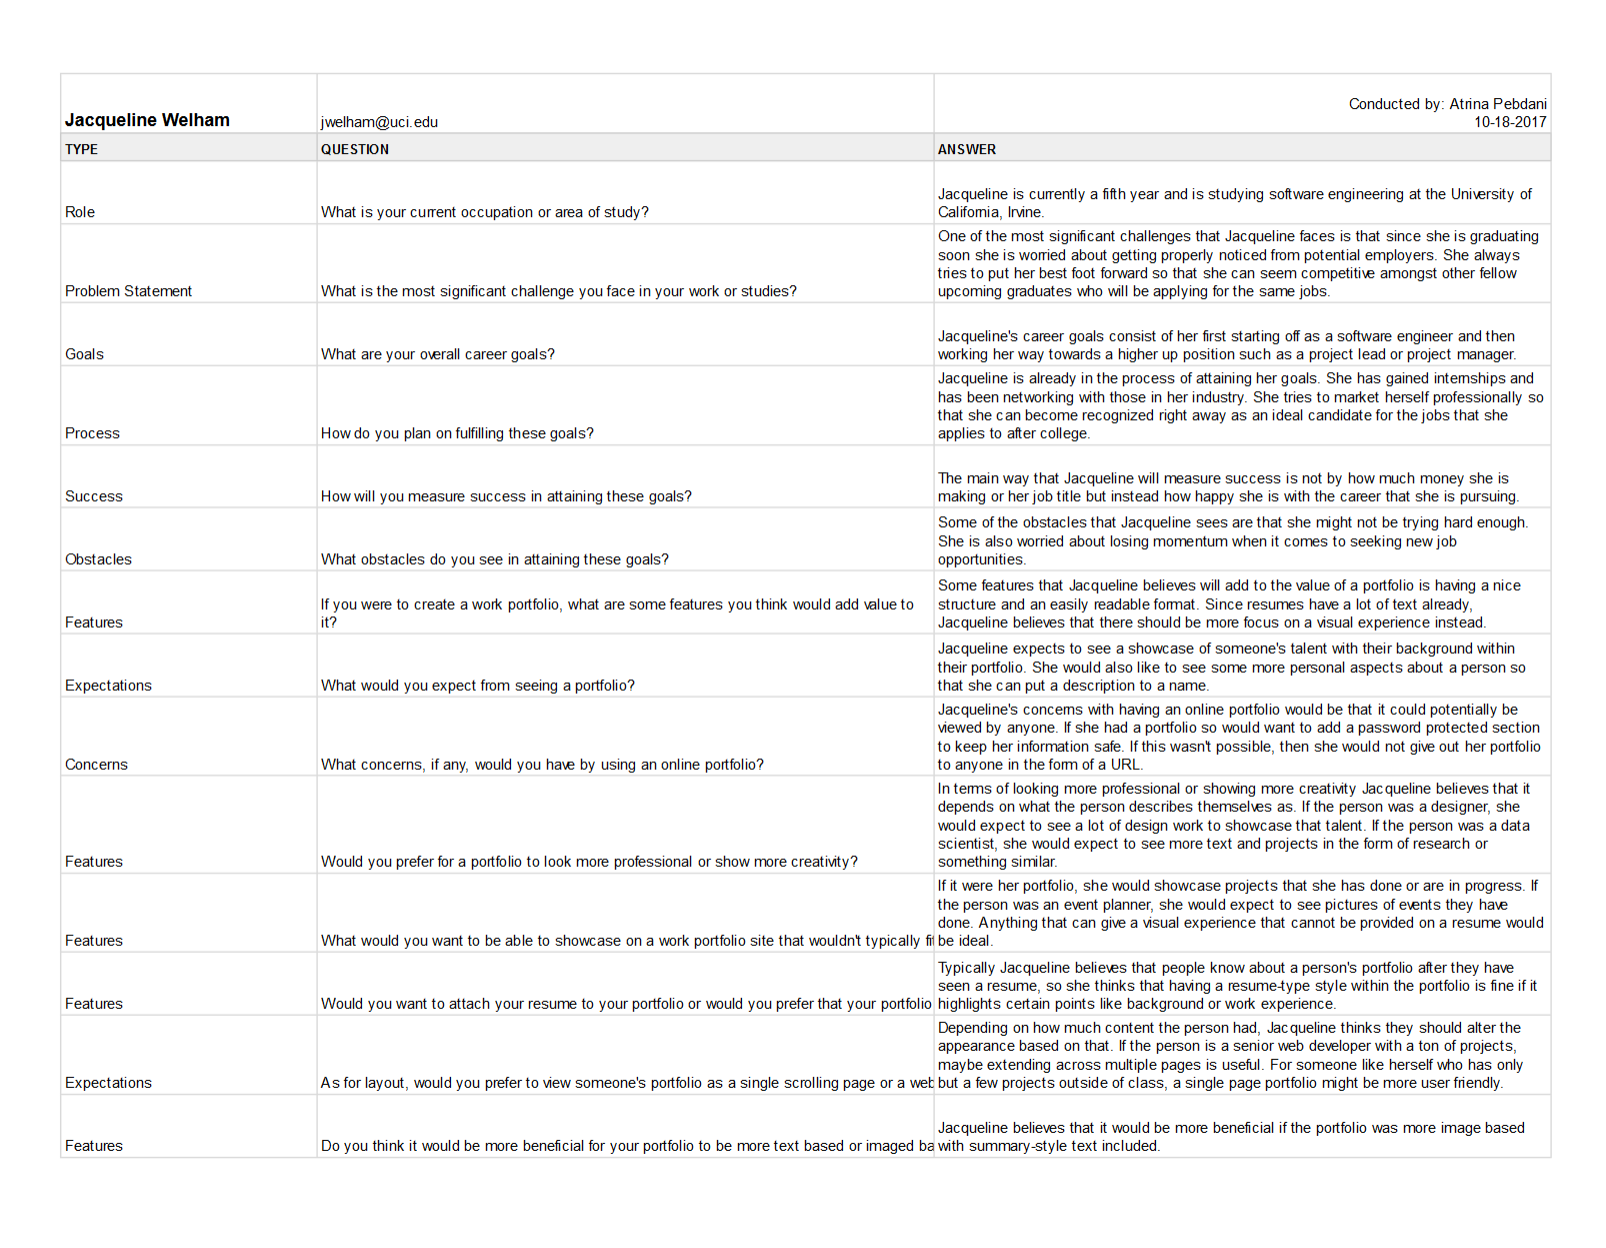 Conducted by: Atrina Pebdani
Jacqueline Welham jwelham@uci.edu 10-18-2017
TYPE QUESTION ANSWER
Jacqueline is currently a fifth year and is studying software engineering at the University of
Role What is your current occupation or area of study? California, Irvine.
One of the most significant challenges that Jacqueline faces is that since she is graduating
soon she is worried about getting properly noticed from potential employers. She always
tries to put her best foot forward so that she can seem competitive amongst other fellow
Problem Statement What is the most significant challenge you face in your work or studies? upcoming graduates who will be applying for the same jobs.
Jacqueline's career goals consist of her first starting off as a software engineer and then
Goals What are your overall career goals? working her way towards a higher up position such as a project lead or project manager.
Jacqueline is already in the process of attaining her goals. She has gained internships and
has been networking with those in her industry. She tries to market herself professionally so
that she can become recognized right away as an ideal candidate for the jobs that she
Process How do you plan on fulfilling these goals? applies to after college.
The main way that Jacqueline will measure success is not by how much money she is
Success How will you measure success in attaining these goals? making or her job title but instead how happy she is with the career that she is pursuing.
Some of the obstacles that Jacqueline sees are that she might not be trying hard enough.
She is also worried about losing momentum when it comes to seeking new job
Obstacles What obstacles do you see in attaining these goals? opportunities.
Some features that Jacqueline believes will add to the value of a portfolio is having a nice
If you were to create a work portfolio, what are some features you think would add value to structure and an easily readable format. Since resumes have a lot of text already,
Features it? Jacqueline believes that there should be more focus on a visual experience instead.
Jacqueline expects to see a showcase of someone's talent with their background within
their portfolio. She would also like to see some more personal aspects about a person so
Expectations What would you expect from seeing a portfolio? that she can put a description to a name.
Jacqueline's concerns with having an online portfolio would be that it could potentially be
viewed by anyone. If she had a portfolio so would want to add a password protected section
to keep her information safe. If this wasn't possible, then she would not give out her portfolio
Concerns What concerns, if any, would you have by using an online portfolio? to anyone in the form of a URL.
In terms of looking more professional or showing more creativity Jacqueline believes that it
depends on what the person describes themselves as. If the person was a designer, she
would expect to see a lot of design work to showcase that talent. If the person was a data
scientist, she would expect to see more text and projects in the form of research or
Features Would you prefer for a portfolio to look more professional or show more creativity? something similar.
If it were her portfolio, she would showcase projects that she has done or are in progress. If
the person was an event planner, she would expect to see pictures of events they have
done. Anything that can give a visual experience that cannot be provided on a resume would
Features What would you want to be able to showcase on a work portfolio site that wouldn't typically be ideal.
Typically Jacqueline believes that people know about a person's portfolio after they have
seen a resume, so she thinks that having a resume-type style within the portfolio is fine if it
Features Would you want to attach your resume to your portfolio or would you prefer that your portfolio highlights certain points like background or work experience.
Depending on how much content the person had, Jacqueline thinks they should alter the
appearance based on that. If the person is a senior web developer with a ton of projects,
maybe extending across multiple pages is useful. For someone like herself who has only
Expectations As for layout, would you prefer to view someone's portfolio as a single scrolling page or a web but a few projects outside of class, a single page portfolio might be more user friendly.
Jacqueline believes that it would be more beneficial if the portfolio was more image based
Features Do you think it would be more beneficial for your portfolio to be more text based or imaged with summary-style text included.